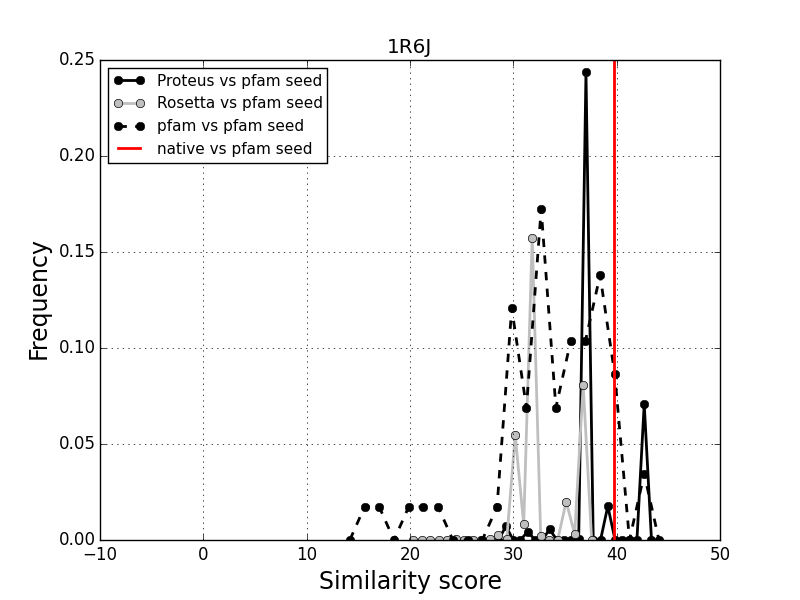 1R6J
Proteus vs pfam seed
Rosetta vs pfam seed
pfam vs pfam seed
native vs pfam seed
0.25
0.20
0.15
0.10
0.05
0.00
Frequency
−10 0 10 20 30 40 50
Similarity score